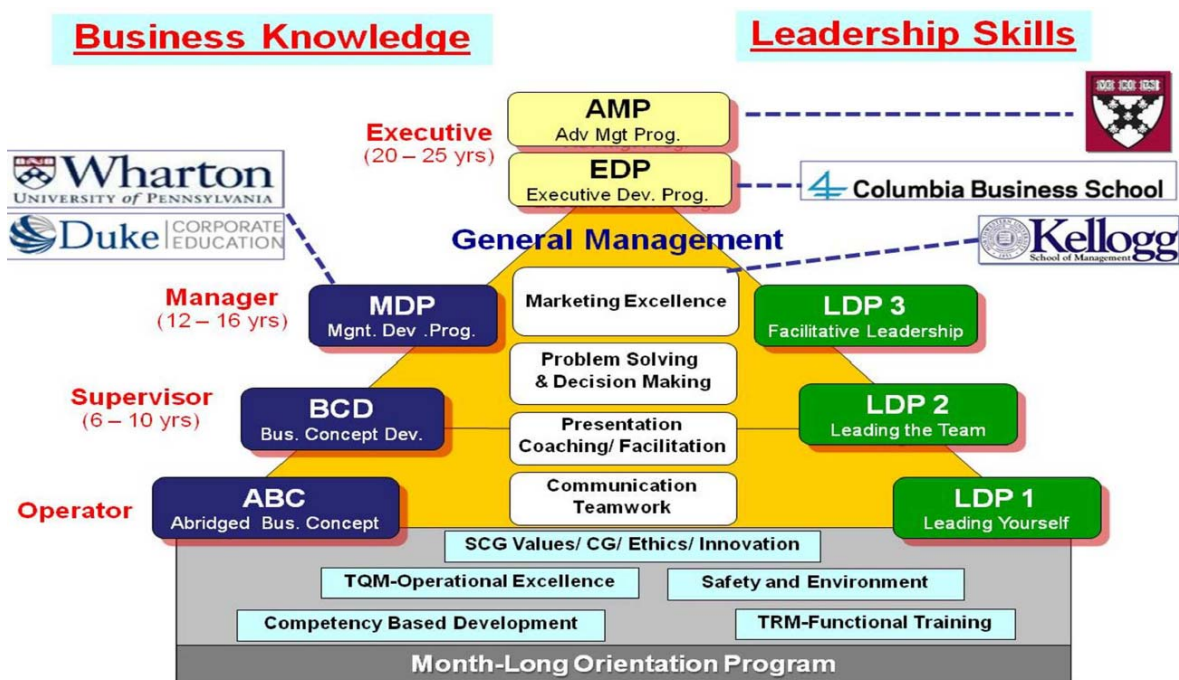 Business Knowledge
Leadership Skills
AMP
Adv Mgt Prog.
Executive
(20 – 25 yrs)
EDP
Executive Dev. Prog.
Wharton
UNIVERSITY of PENNSYLVANIA
Columbia Business School
Duke
CORPORATE
EDUCATION
General Management
Kellogg
School of Management
Manager
(12 – 16 yrs)
MDP
Mgnt. Dev .Prog.
Marketing Excellence
LDP 3
Facilitative Leadership
Problem Solving
& Decision Making
Supervisor
(6 – 10 yrs)
BCD
Bus. Concept Dev.
Presentation
Coaching/ Facilitation
LDP 2
Leading the Team
Operator
ABC
Abridged Bus. Concept
Communication
Teamwork
LDP 1
Leading Yourself
SCG Values/ CG/ Ethics/ Innovation
TQM-Operational Excellence
Safety and Environment
Competency Based Development
TRM-Functional Training
Month-Long Orientation Program